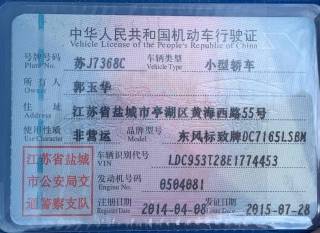 中华人民共和国机动车行驶证
Vehicle License of the People's Republic of China
号牌号码 苏J7368C 车辆类型 小型轿车
Plate No. Vehicle Type
所有人 郭玉华
Owner
住址 江苏省盐城市亭湖区黄海西路55号
Address
使用性质 非营运 品牌型号 东风标致牌DC7165LSBM
Use Character Model
江苏省盐城
市公安局交
通警察支队
车辆识别代号 LDC953T28E1774453
VIN
发动机号码 0504081
Engine No.
注册日期 2014-04-08 发证日期 2015-07-28
Register Date Issue Date